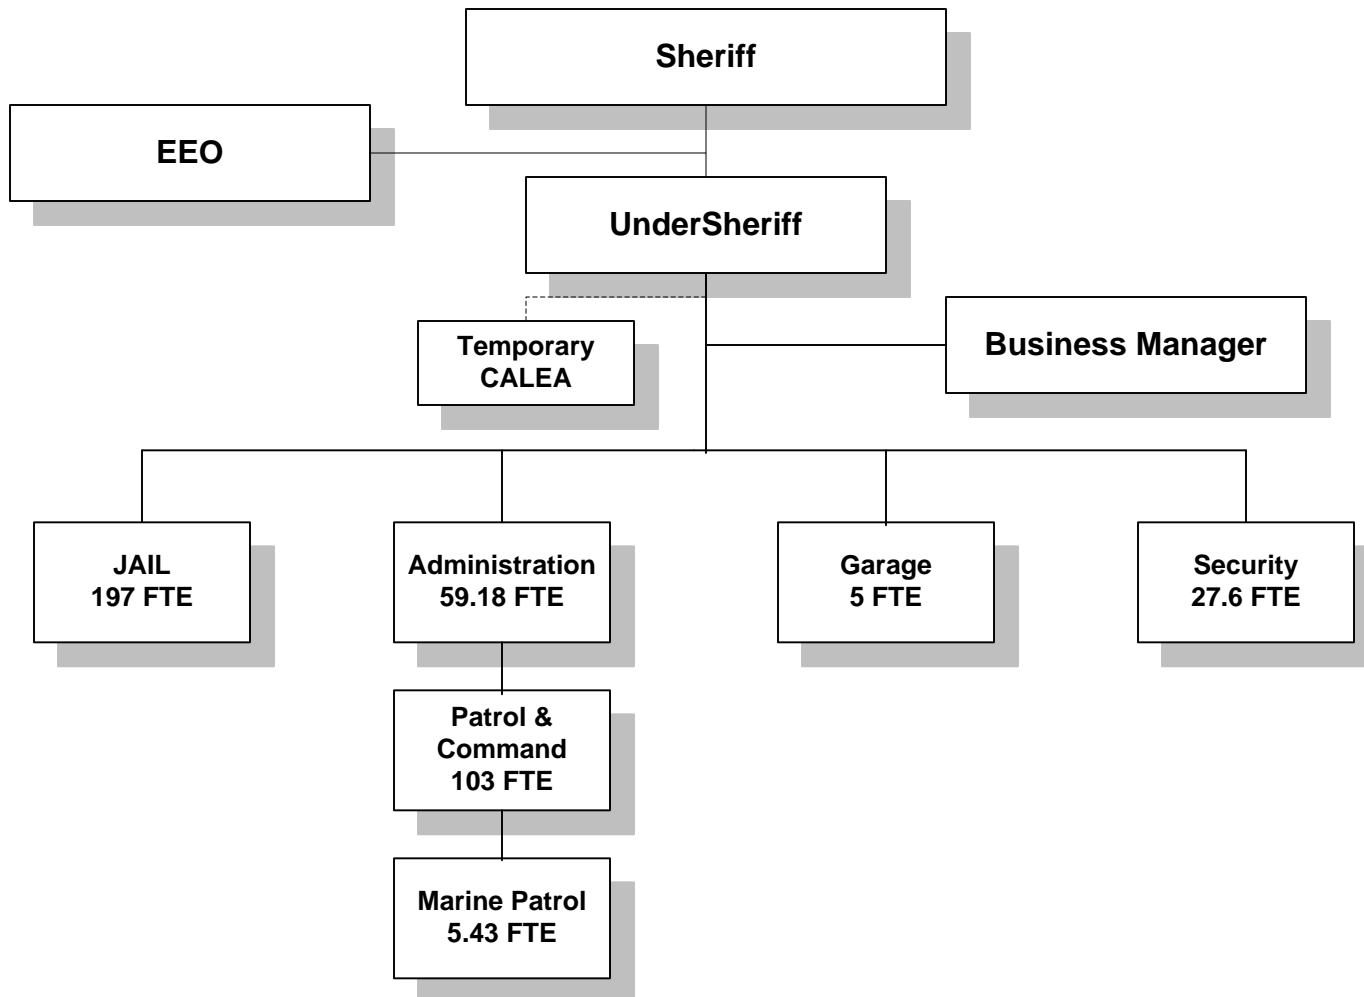 Sheriff
EEO
UnderSheriff
Temporary
CALEA
Business Manager
JAIL
197 FTE
Administration
59.18 FTE
Garage
5 FTE
Security
27.6 FTE
Patrol &
Command
103 FTE
Marine Patrol
5.43 FTE